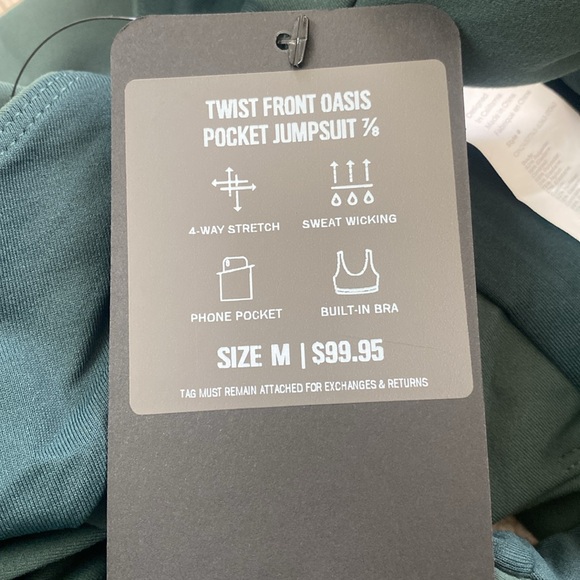 TWIST FRONT OASIS
POCKET JUMPSUIT ⅞
4-WAY STRETCH
SWEAT WICKING
PHONE POCKET
BUILT-IN BRA
SIZE M | $99.95
TAG MUST REMAIN ATTACHED FOR EXCHANGES & RETURNS